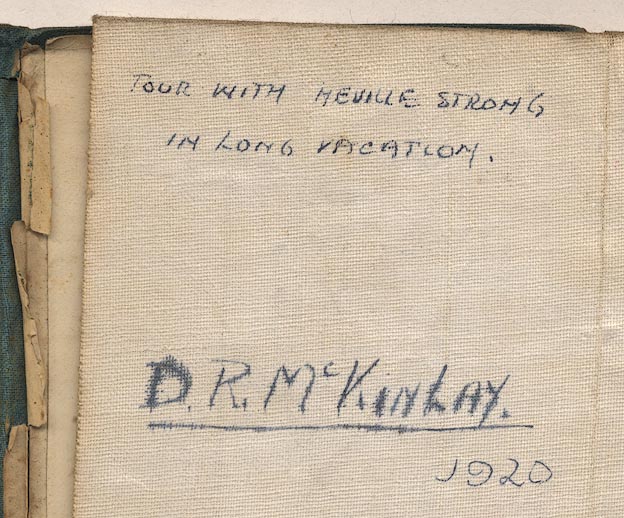 TOUR WITH NEVILLE STRONG
IN LONG VACATION.
D.R. McKINLAY.
1920